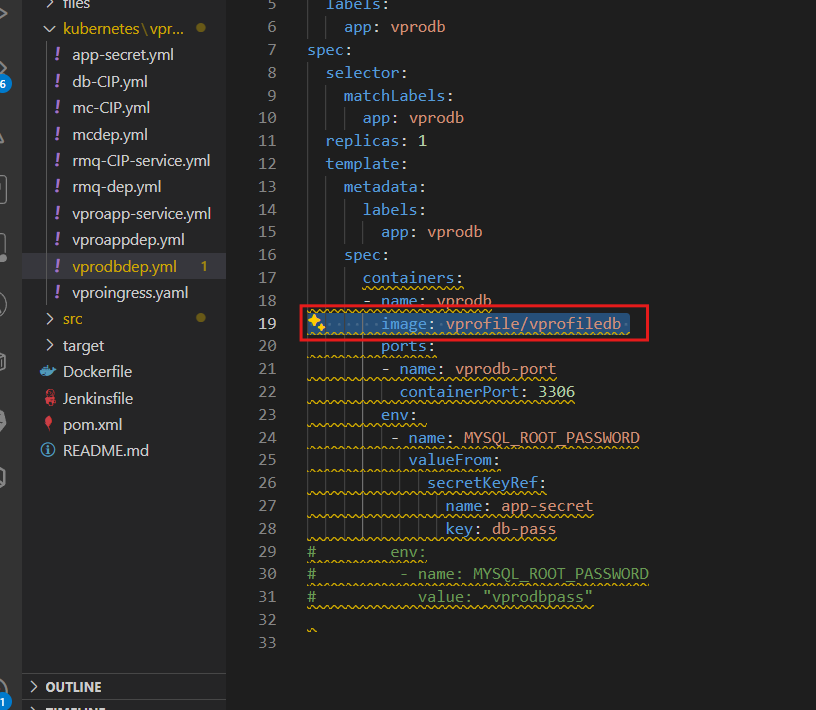 files
kubernetes\vpr...
app-secret.yml
db-CIP.yml
mc-CIP.yml
mcdep.yml
rmq-CIP-service.yml
rmq-dep.yml
vproapp-service.yml
vproappdep.yml
vprodbdep.yml 1
vproingress.yaml
src
target
Dockerfile
Jenkinsfile
pom.xml
README.md
OUTLINE
TIMELINE
6
1
5 labels:
6 app: vprodb
7 spec:
8 selector:
9 matchLabels:
10 app: vprodb
11 replicas: 1
12 template:
13 metadata:
14 labels:
15 app: vprodb
16 spec:
17 containers:
18 - name: vprodb
19 image: vprofile/vprofiledb
20 ports:
21 - name: vprodb-port
22 containerPort: 3306
23 env:
24 - name: MYSQL_ROOT_PASSWORD
25 valueFrom:
26 secretKeyRef:
27 name: app-secret
28 key: db-pass
29 # env:
30 # - name: MYSQL_ROOT_PASSWORD
31 # value: "vprodbpass"
32
33